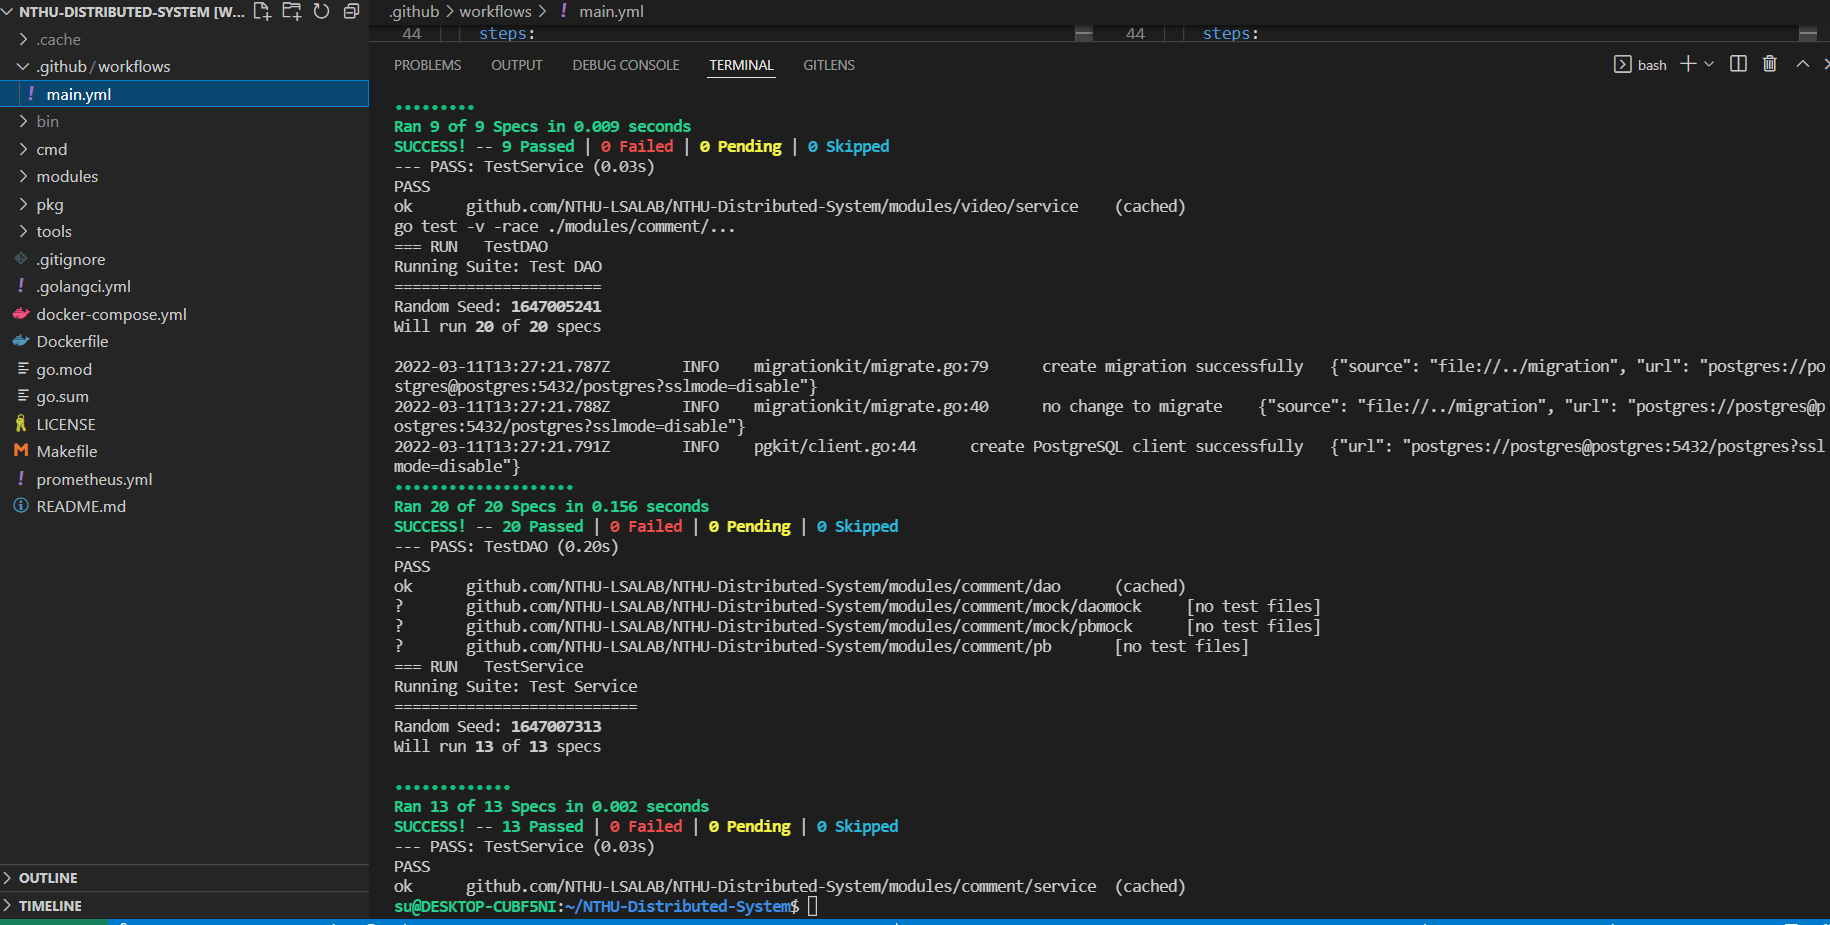 NTHU-DISTRIBUTED-SYSTEM [W...
.cache
.github / workflows
main.yml
bin
cmd
modules
pkg
tools
.gitignore
.golangci.yml
docker-compose.yml
Dockerfile
go.mod
go.sum
LICENSE
Makefile
prometheus.yml
README.md
OUTLINE
TIMELINE
.github > workflows > ! main.yml
44 steps:
44 steps:
PROBLEMS OUTPUT DEBUG CONSOLE TERMINAL GITLENS
bash
•••••••••
Ran 9 of 9 Specs in 0.009 seconds
SUCCESS! -- 9 Passed | 0 Failed | 0 Pending | 0 Skipped
--- PASS: TestService (0.03s)
PASS
ok github.com/NTHU-LSALAB/NTHU-Distributed-System/modules/video/service (cached)
go test -v -race ./modules/comment/...
=== RUN TestDAO
Running Suite: Test DAO
=======================
Random Seed: 1647005241
Will run 20 of 20 specs
2022-03-11T13:27:21.787Z INFO migrationkit/migrate.go:79 create migration successfully {"source": "file://../migration", "url": "postgres://po
stgres@postgres:5432/postgres?sslmode=disable"}
2022-03-11T13:27:21.788Z INFO migrationkit/migrate.go:40 no change to migrate {"source": "file://../migration", "url": "postgres://postgres@p
ostgres:5432/postgres?sslmode=disable"}
2022-03-11T13:27:21.791Z INFO pgkit/client.go:44 create PostgreSQL client successfully {"url": "postgres://postgres@postgres:5432/postgres?ssl
mode=disable"}
••••••••••••••••••••
Ran 20 of 20 Specs in 0.156 seconds
SUCCESS! -- 20 Passed | 0 Failed | 0 Pending | 0 Skipped
--- PASS: TestDAO (0.20s)
PASS
ok github.com/NTHU-LSALAB/NTHU-Distributed-System/modules/comment/dao (cached)
? github.com/NTHU-LSALAB/NTHU-Distributed-System/modules/comment/mock/daomock [no test files]
? github.com/NTHU-LSALAB/NTHU-Distributed-System/modules/comment/mock/pbmock [no test files]
? github.com/NTHU-LSALAB/NTHU-Distributed-System/modules/comment/pb [no test files]
=== RUN TestService
Running Suite: Test Service
===========================
Random Seed: 1647007313
Will run 13 of 13 specs
•••••••••••••
Ran 13 of 13 Specs in 0.002 seconds
SUCCESS! -- 13 Passed | 0 Failed | 0 Pending | 0 Skipped
--- PASS: TestService (0.03s)
PASS
ok github.com/NTHU-LSALAB/NTHU-Distributed-System/modules/comment/service (cached)
su@DESKTOP-CUBF5NI:~/NTHU-Distributed-System$